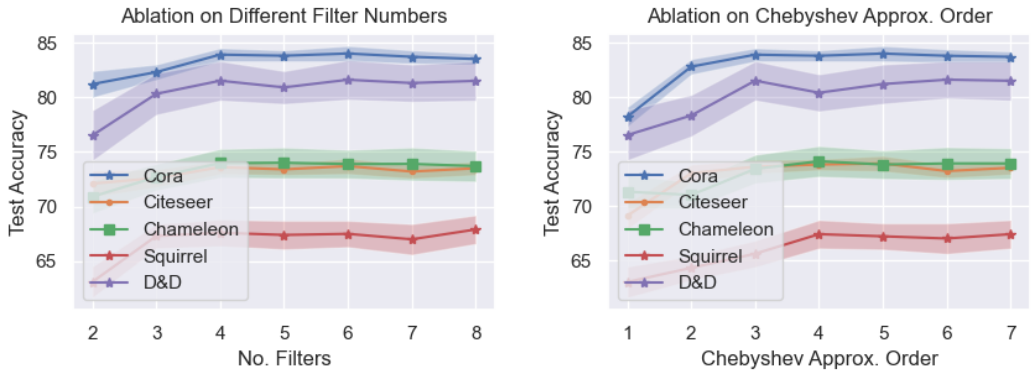 Ablation on Different Filter Numbers
85
80
75
70
65
Test Accuracy
Cora
Citeseer
Chameleon
Squirrel
D&D
2 3 4 5 6 7 8
No. Filters
Ablation on Chebyshev Approx. Order
85
80
75
70
65
Test Accuracy
Cora
Citeseer
Chameleon
Squirrel
D&D
1 2 3 4 5 6 7
Chebyshev Approx. Order